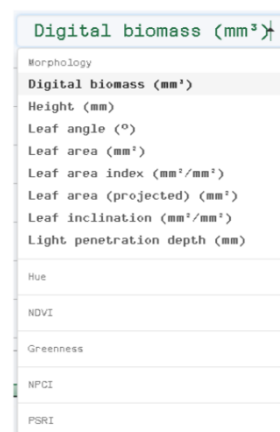 Digital biomass (mm³)
Morphology
Digital biomass (mm³)
Height (mm)
Leaf angle (°)
Leaf area (mm²)
Leaf area index (mm²/mm²)
Leaf area (projected) (mm²)
Leaf inclination (mm²/mm²)
Light penetration depth (mm)
Hue
NDVI
Greenness
NPCI
PSRI